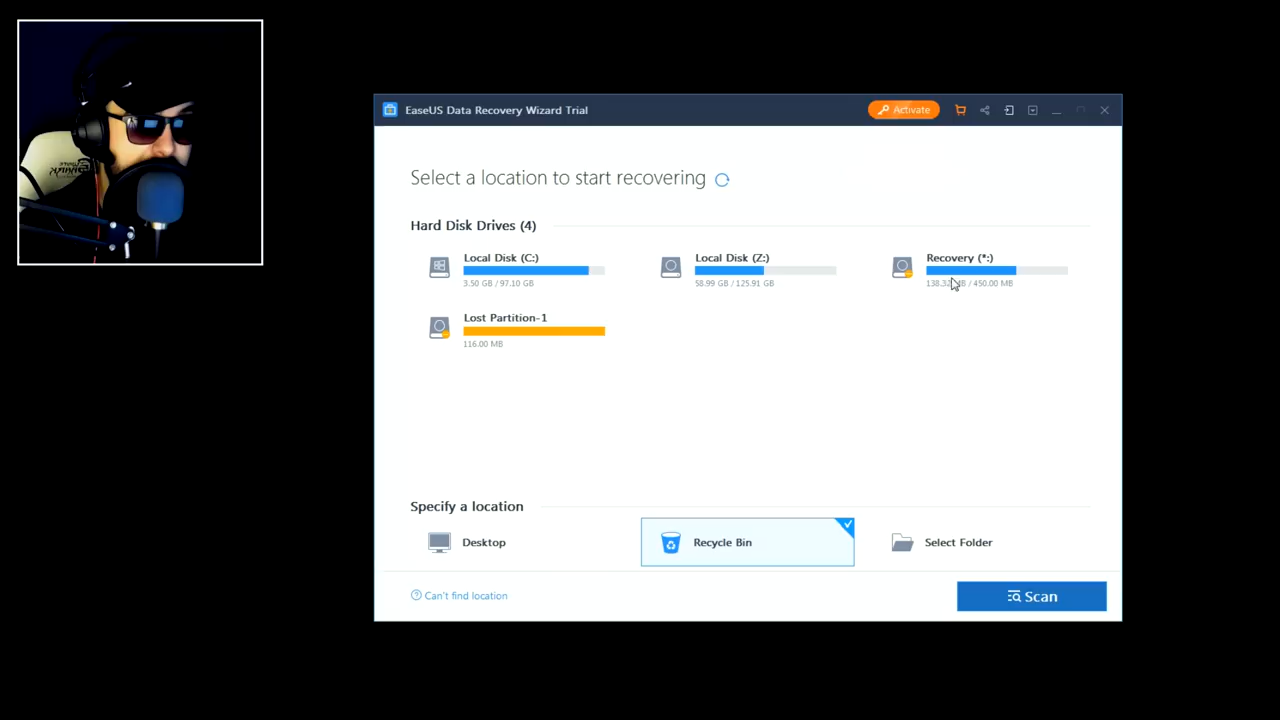 EaseUS Data Recovery Wizard Trial
Activate
Select a location to start recovering
Hard Disk Drives (4)
Local Disk (C:)
3.50 GB / 97.10 GB
Local Disk (Z:)
58.99 GB / 125.91 GB
Recovery (*:)
/ 450.00 MB
Lost Partition-1
116.00 MB
Specify a location
Desktop
Recycle Bin
Select Folder
Can't find location
Scan